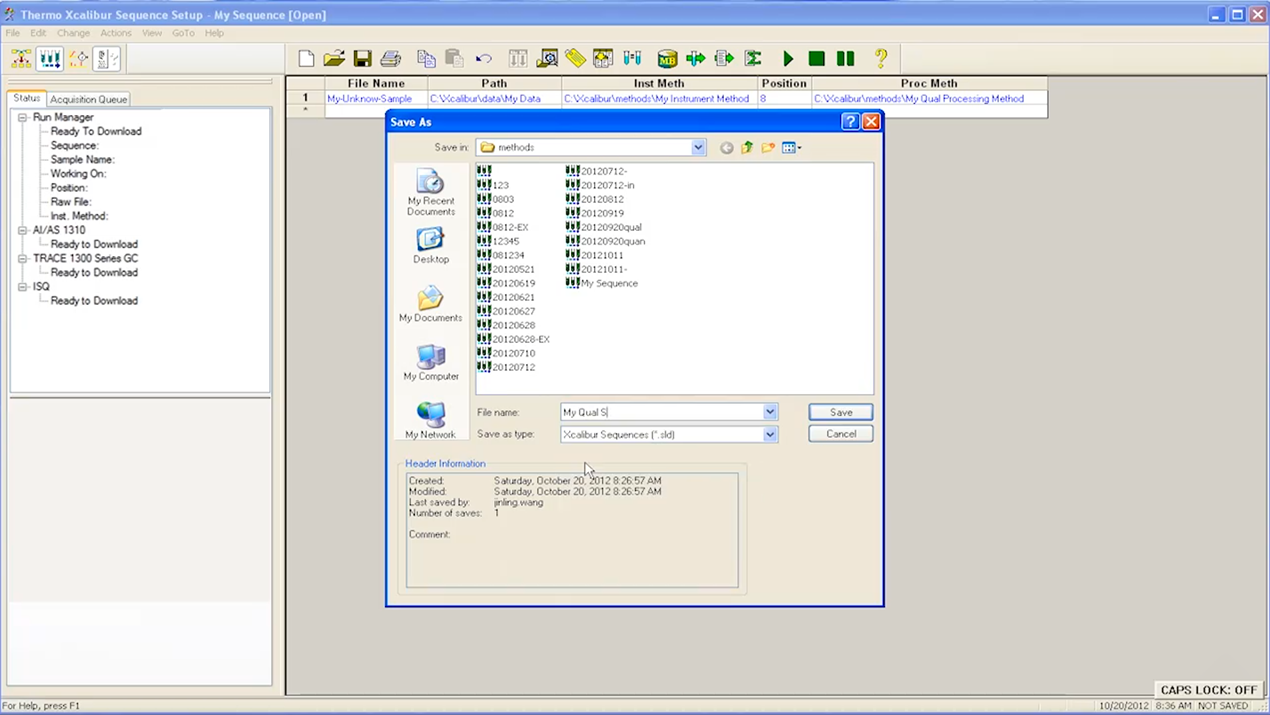 Thermo Xcalibur Sequence Setup - My Sequence [Open]
File Edit Change Actions View GoTo Help
MB
Status Acquisition Queue
Run Manager
Ready To Download
Sequence:
Sample Name:
Working On:
Position:
Raw File:
Inst. Method:
AI/AS 1310
Ready to Download
TRACE 1300 Series GC
Ready to Download
ISQ
Ready to Download
File Name Path Inst Meth Position Proc Meth
1 My-Unknow-Sample C:\Xcalibur\data\My Data C:\Xcalibur\methods\My Instrument Method 8 C:\Xcalibur\methods\My Qual Processing Method
*
Save As
Save in: methods
My Recent
Documents
Desktop
My Documents
My Computer
My Network
123
0803
0812
0812-EX
12345
081234
20120521
20120619
20120621
20120627
20120628
20120628-EX
20120710
20120712
20120712-
20120712-in
20120812
20120919
20120920qual
20120920quan
20121011
20121011-
My Sequence
File name: My Qual S
Save
Save as type: Xcalibur Sequences (*.sld)
Cancel
Header Information
Created: Saturday, October 20, 2012 8:26:57 AM
Modified: Saturday, October 20, 2012 8:26:57 AM
Last saved by: jinling.wang
Number of saves: 1
Comment:
CAPS LOCK: OFF
For Help, press F1
10/20/2012 8:36 AM NOT SAVED